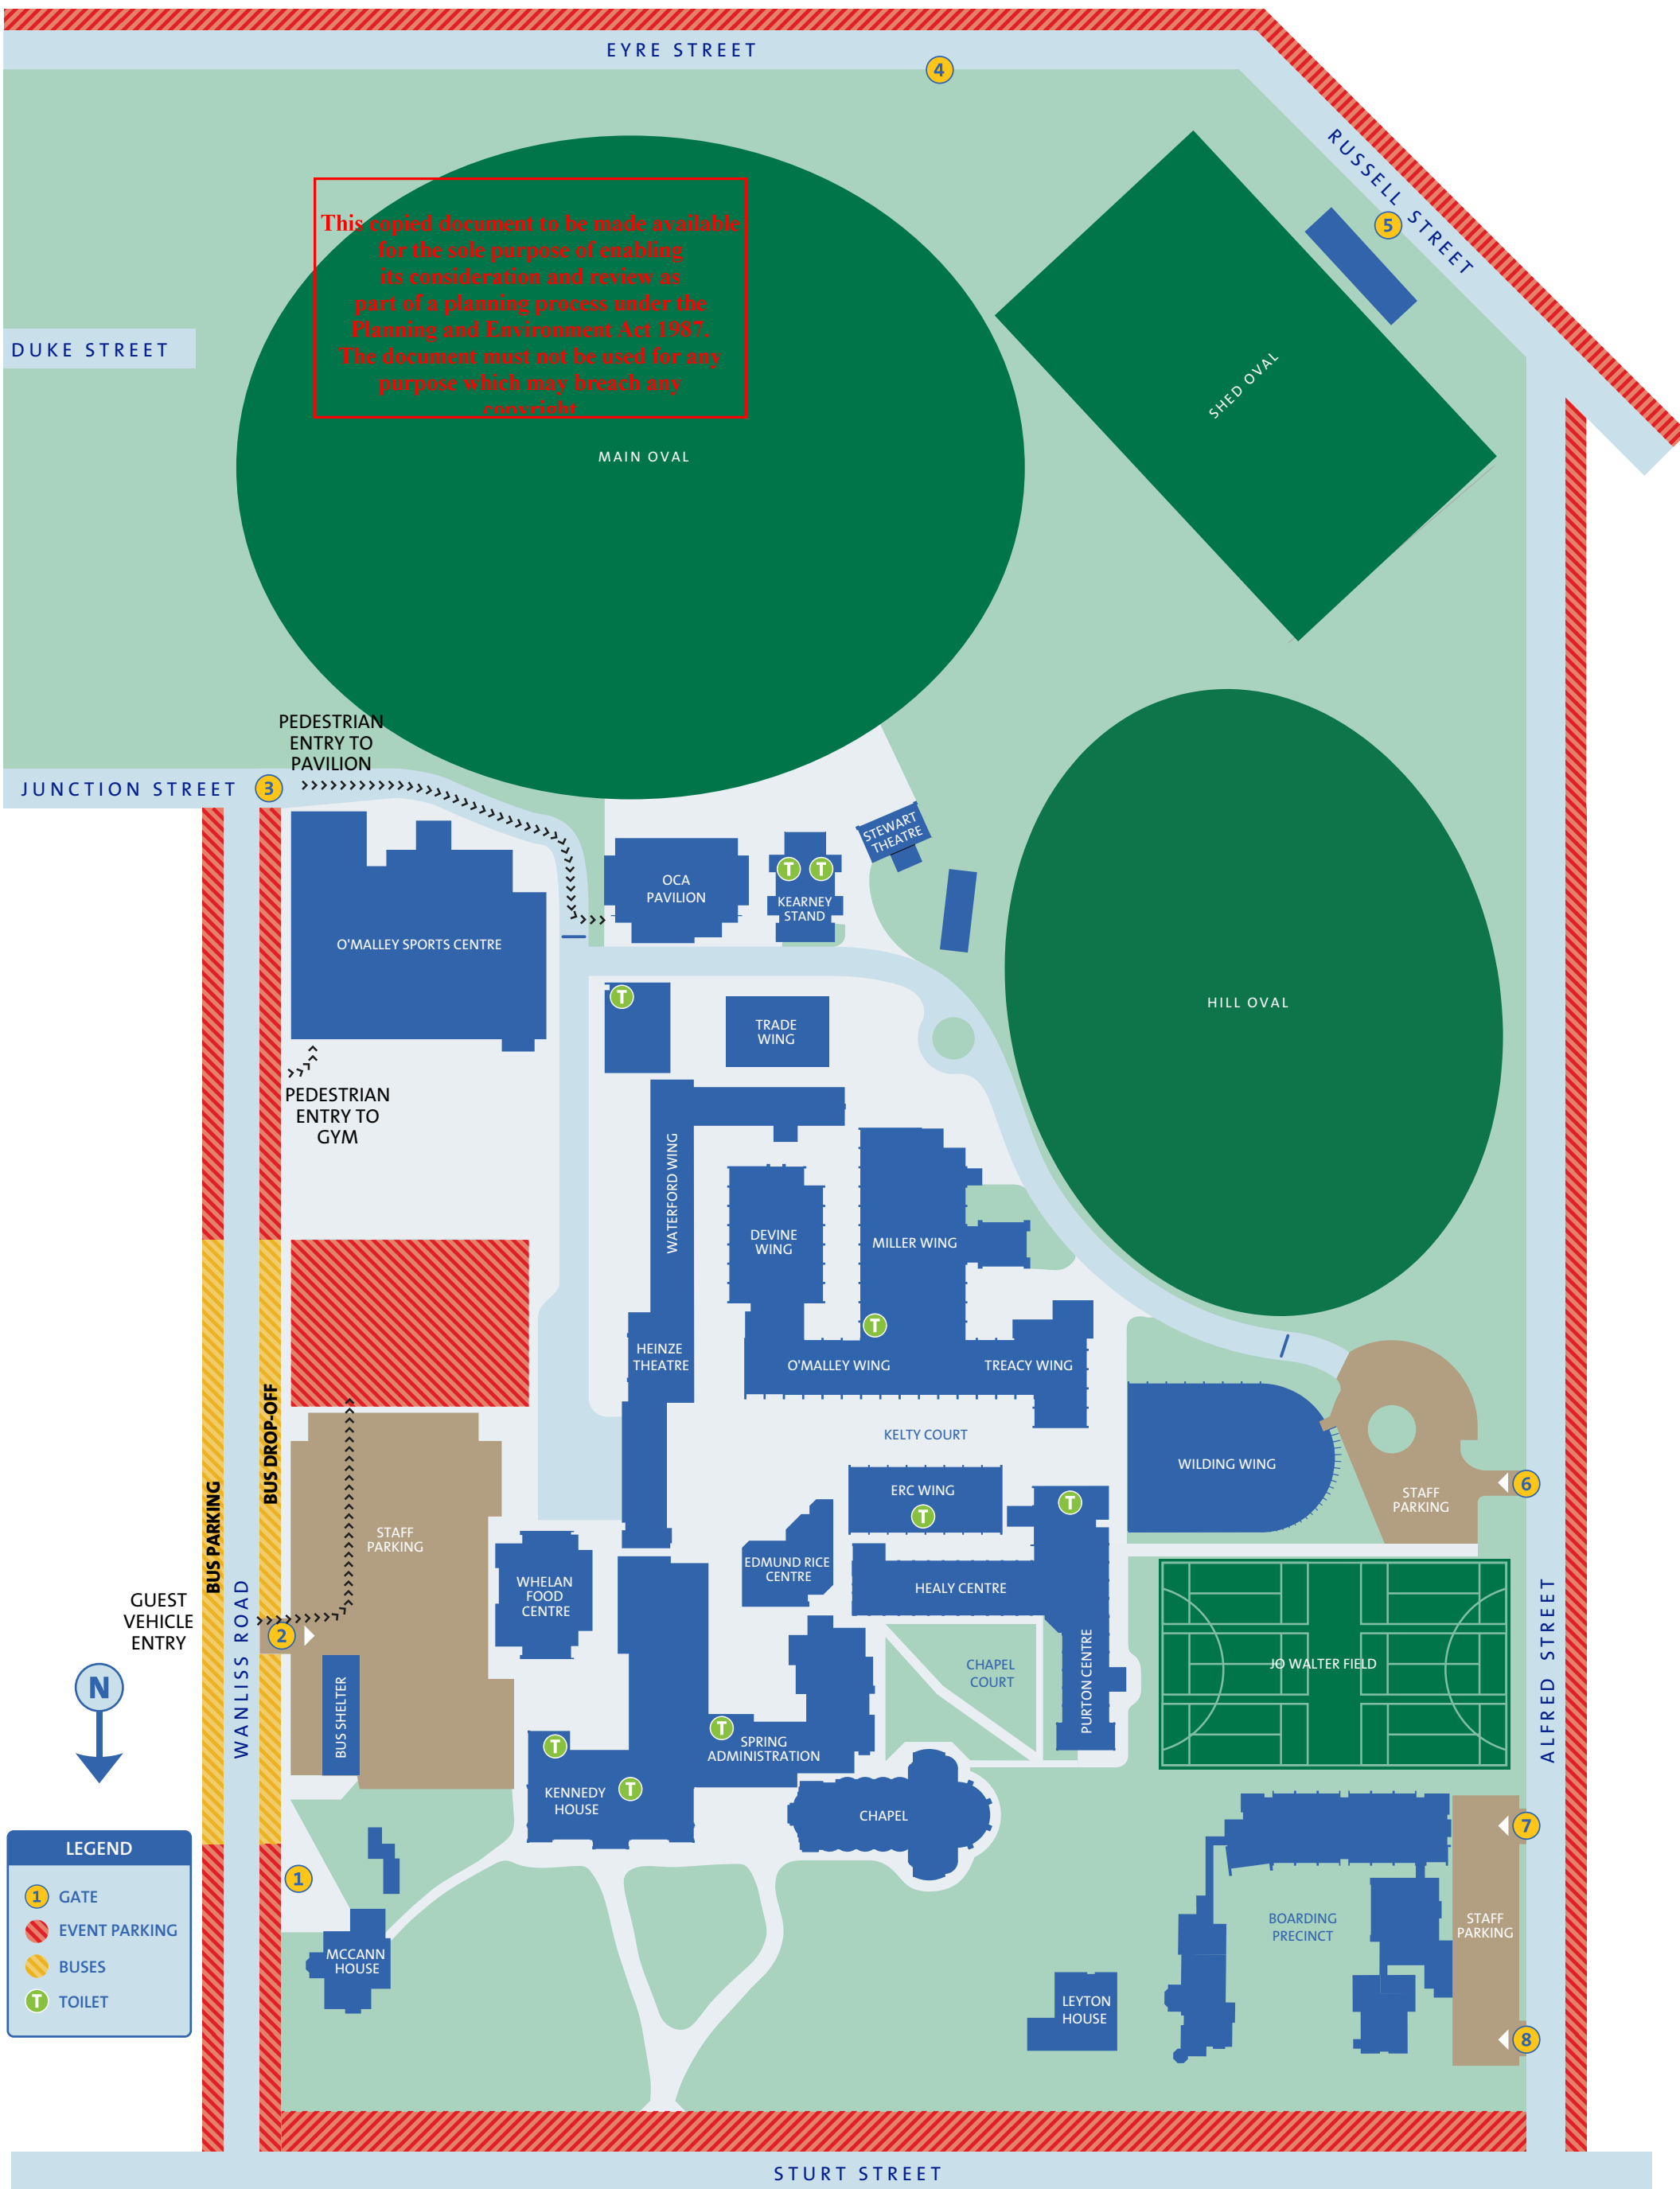 EYRE STREET
4
RUSSELL STREET
5
This copied document to be made available
for the sole purpose of enabling
its consideration and review as
part of a planning process under the
Planning and Environment Act 1987.
The document must not be used for any
purpose which may breach any
copyright
DUKE STREET
MAIN OVAL
SHED OVAL
PEDESTRIAN
ENTRY TO
PAVILION
JUNCTION STREET
3
STEWART
THEATRE
T
T
OCA
PAVILION
KEARNEY
STAND
O'MALLEY SPORTS CENTRE
HILL OVAL
T
TRADE
WING
PEDESTRIAN
ENTRY TO
GYM
WATERFORD WING
DEVINE
WING
MILLER WING
T
HEINZE
THEATRE
O'MALLEY WING
TREACY WING
KELTY COURT
BUS DROP-OFF
BUS PARKING
WILDING WING
ERC WING
T
T
STAFF
PARKING
6
STAFF
PARKING
EDMUND RICE
CENTRE
HEALY CENTRE
WHELAN
FOOD
CENTRE
GUEST
VEHICLE
ENTRY
2
WANLISS ROAD
N
BUS SHELTER
CHAPEL
COURT
PURTON CENTRE
JO WALTER FIELD
ALFRED STREET
T
T
SPRING
ADMINISTRATION
T
KENNEDY
HOUSE
CHAPEL
7
LEGEND
1 GATE
EVENT PARKING
BUSES
T TOILET
1
BOARDING
PRECINCT
STAFF
PARKING
MCCANN
HOUSE
LEYTON
HOUSE
8
STURT STREET